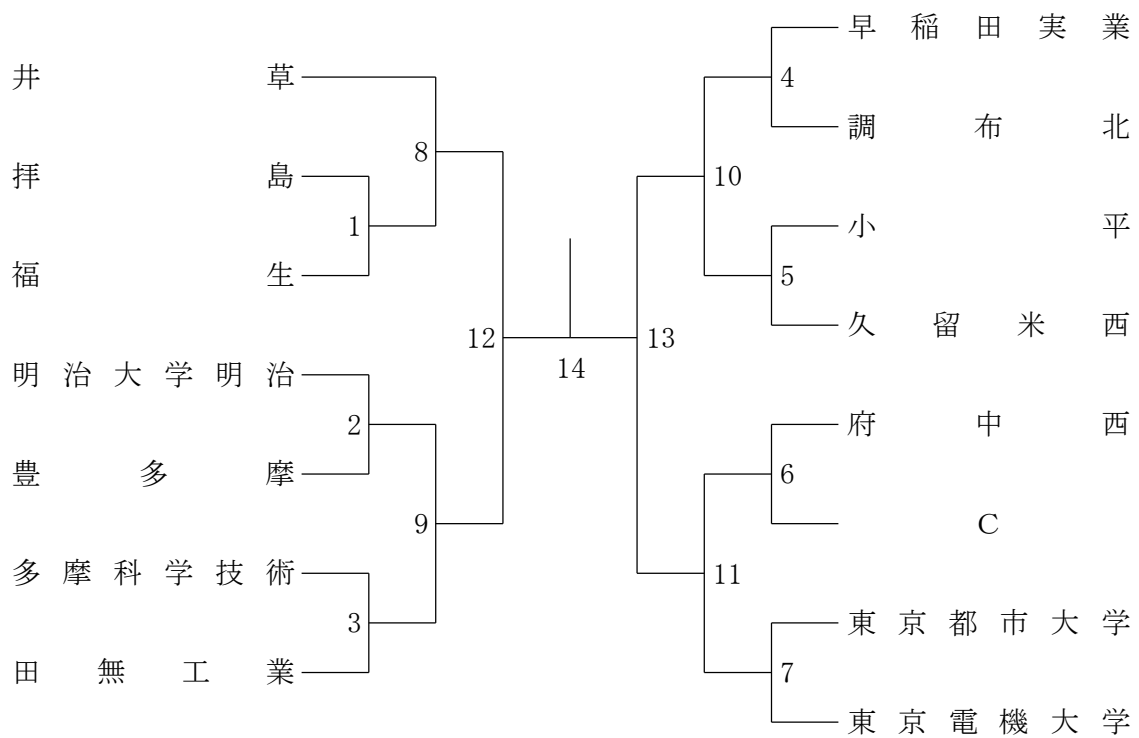 井草
拝島
福生
明治大学明治
豊多摩
多摩科学技術
田無工業
1
2
3
8
9
12
14
13
10
11
4
5
6
7
早稲田実業
調布北
小平
久留米西
府中西
C
東京都市大学
東京電機大学